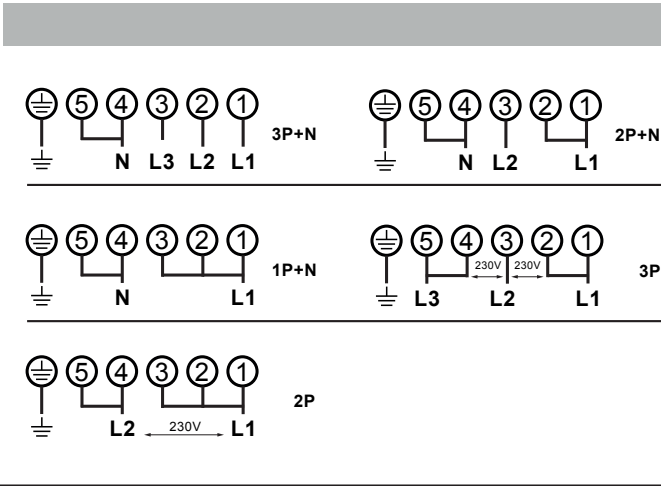 5 4 3 2 1
3P+N
N L3 L2 L1
5 4 3 2 1
2P+N
N L2 L1
5 4 3 2 1
1P+N
N L1
5 4 3 2 1
230V 230V
3P
L3 L2 L1
5 4 3 2 1
2P
L2 230V L1